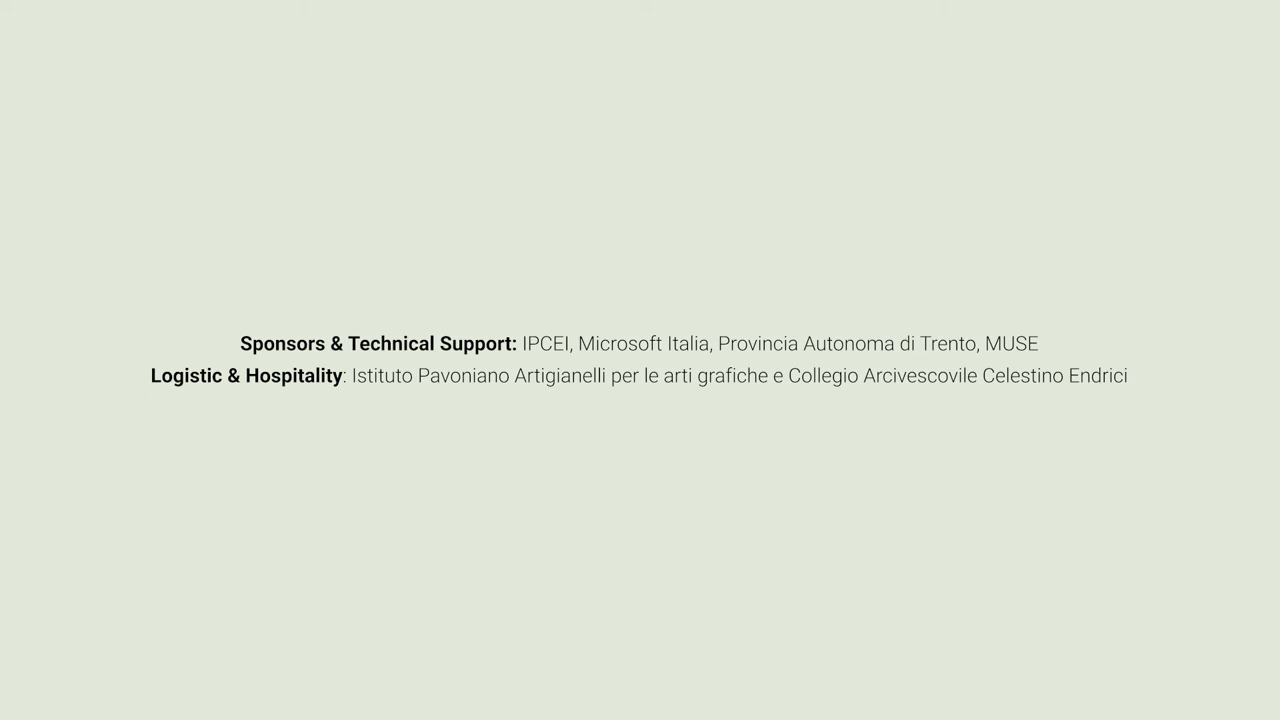 Sponsors & Technical Support: IPCEI, Microsoft Italia, Provincia Autonoma di Trento, MUSE
Logistic & Hospitality: Istituto Pavoniano Artigianelli per le arti grafiche e Collegio Arcivescovile Celestino Endrici